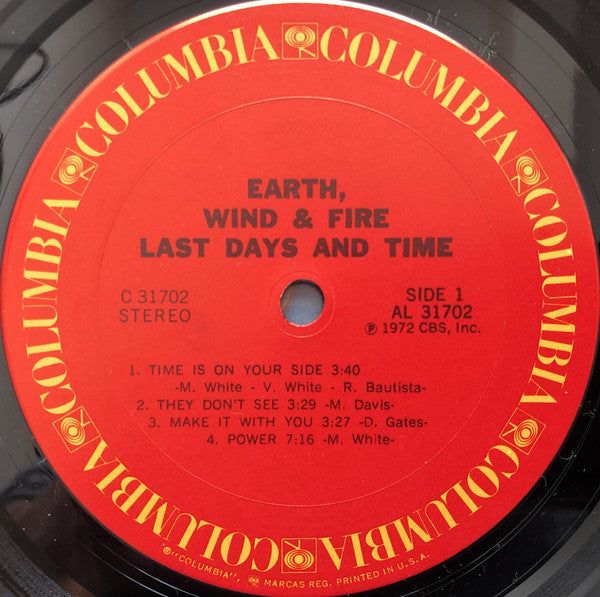 COLUMBIA COLUMBIA COLUMBIA COLUMBIA COLUMBIA COLUMBIA
EARTH,
WIND & FIRE
LAST DAYS AND TIME
C 31702
STEREO
SIDE 1
AL 31702
℗ 1972 CBS, Inc.
1. TIME IS ON YOUR SIDE 3:40
-M. White - V. White - R. Bautista-
2. THEY DON'T SEE 3:29 -M. Davis-
3. MAKE IT WITH YOU 3:27 -D. Gates-
4. POWER 7:16 -M. White-
®"COLUMBIA", MARCAS REG. PRINTED IN U.S.A.